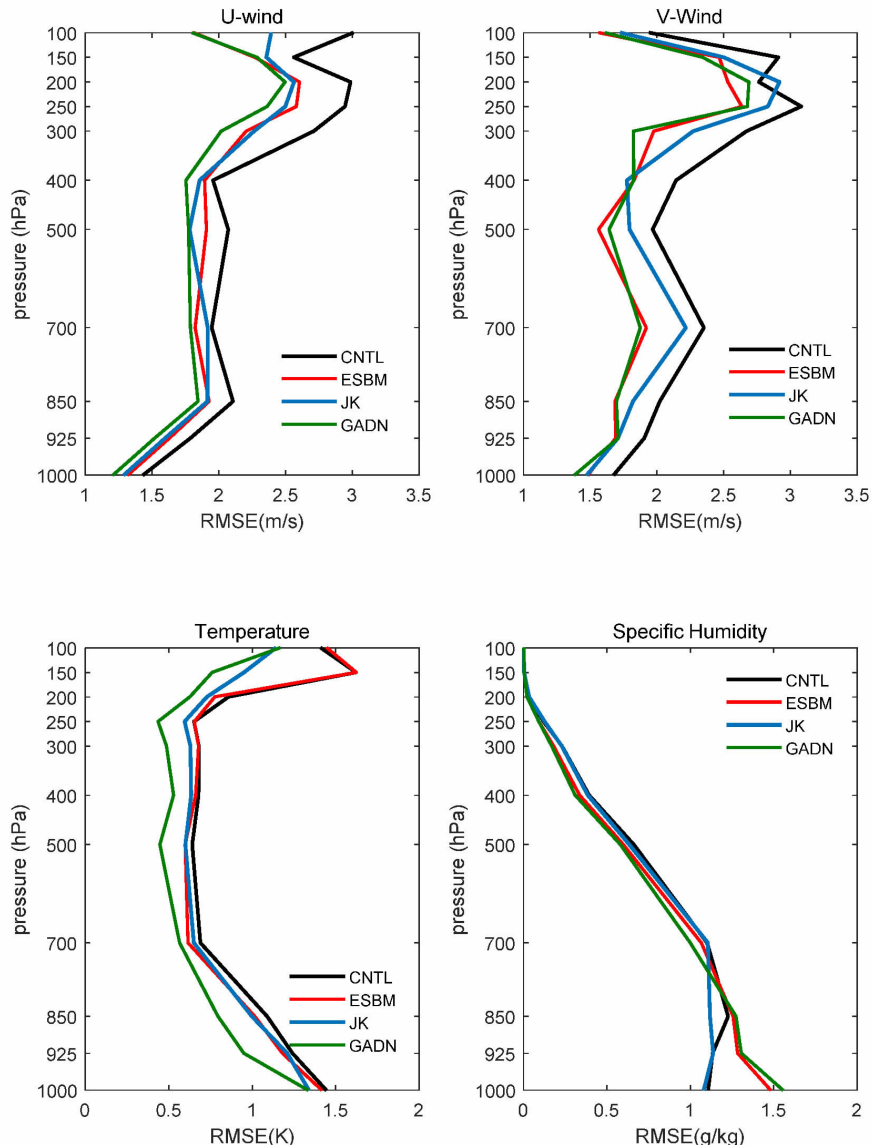 U-wind
100
150
200
250
300
400
500
700
850
925
1000
pressure (hPa)
CNTL
ESBM
JK
GADN
1 1.5 2 2.5 3 3.5
RMSE(m/s)
V-Wind
100
150
200
250
300
400
500
700
850
925
1000
pressure (hPa)
CNTL
ESBM
JK
GADN
1 1.5 2 2.5 3 3.5
RMSE(m/s)
Temperature
100
150
200
250
300
400
500
700
850
925
1000
pressure (hPa)
CNTL
ESBM
JK
GADN
0 0.5 1 1.5 2
RMSE(K)
Specific Humidity
100
150
200
250
300
400
500
700
850
925
1000
pressure (hPa)
CNTL
ESBM
JK
GADN
0 0.5 1 1.5 2
RMSE(g/kg)